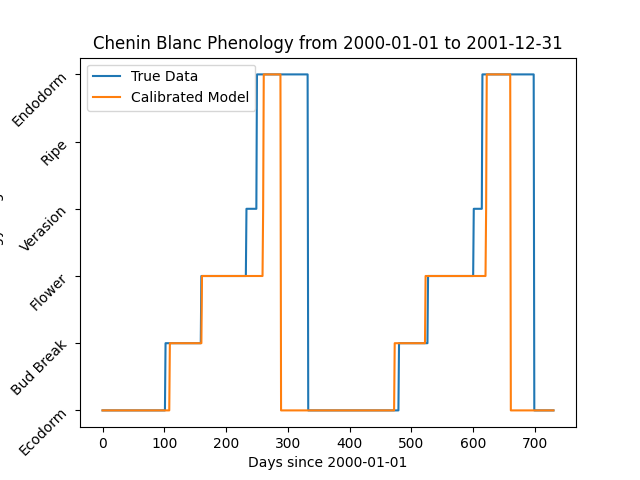 Chenin Blanc Phenology from 2000-01-01 to 2001-12-31
True Data
Calibrated Model
Endodorm
Ripe
Verasion
Flower
Bud Break
Ecodorm
0 100 200 300 400 500 600 700
Days since 2000-01-01